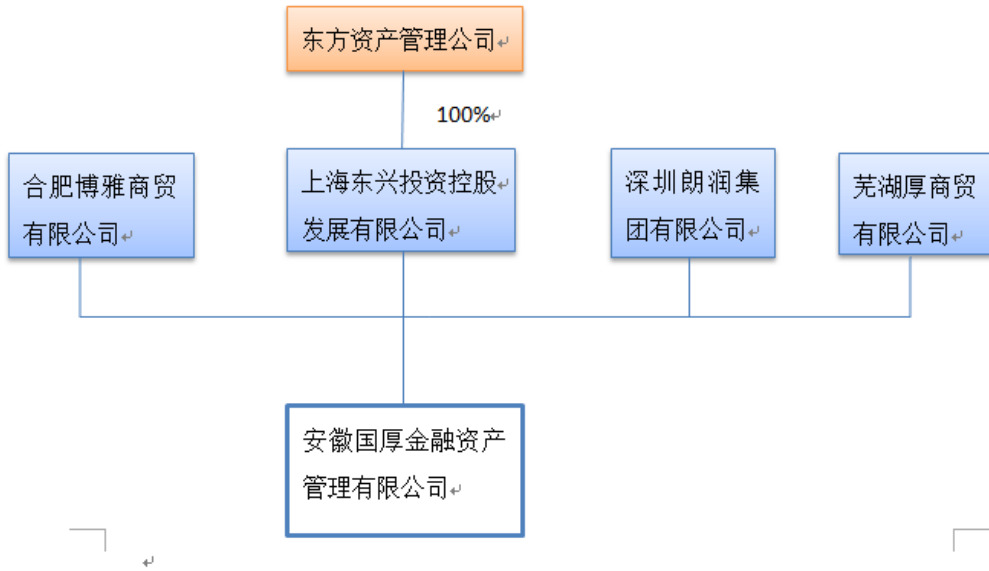 东方资产管理公司
100%
合肥博雅商贸
有限公司
上海东兴投资控股
发展有限公司
深圳朗润集
团有限公司
芜湖厚商贸
有限公司
安徽国厚金融资产
管理有限公司